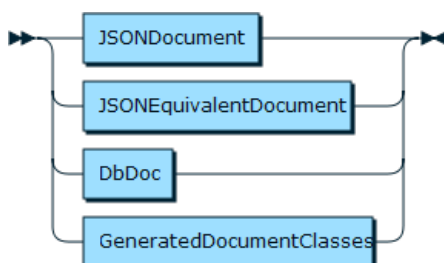 JSONDocument
JSONEquivalentDocument
DbDoc
GeneratedDocumentClasses